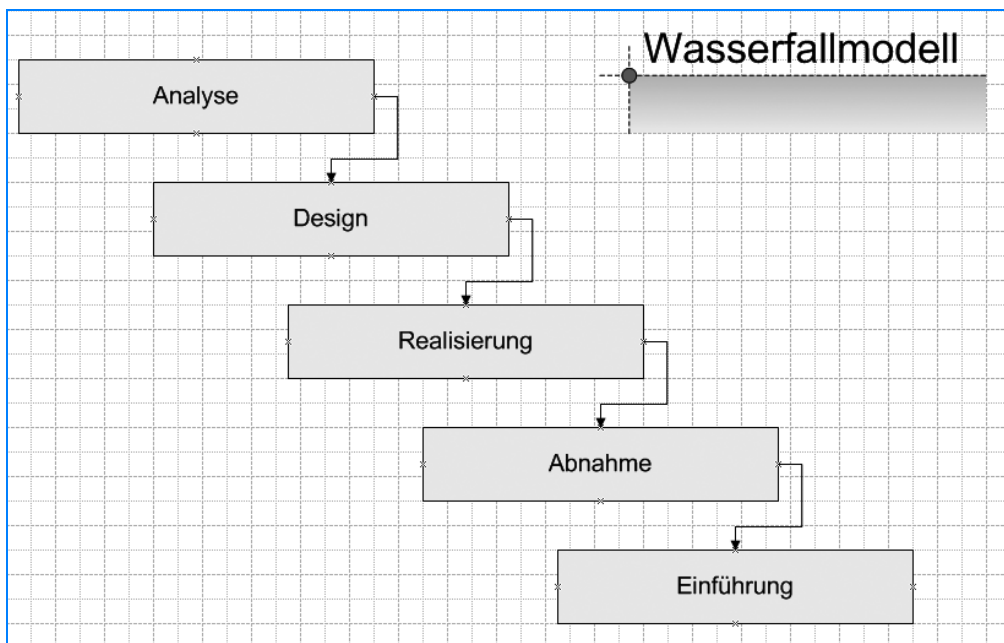 Wasserfallmodell
Analyse
Design
Realisierung
Abnahme
Einführung